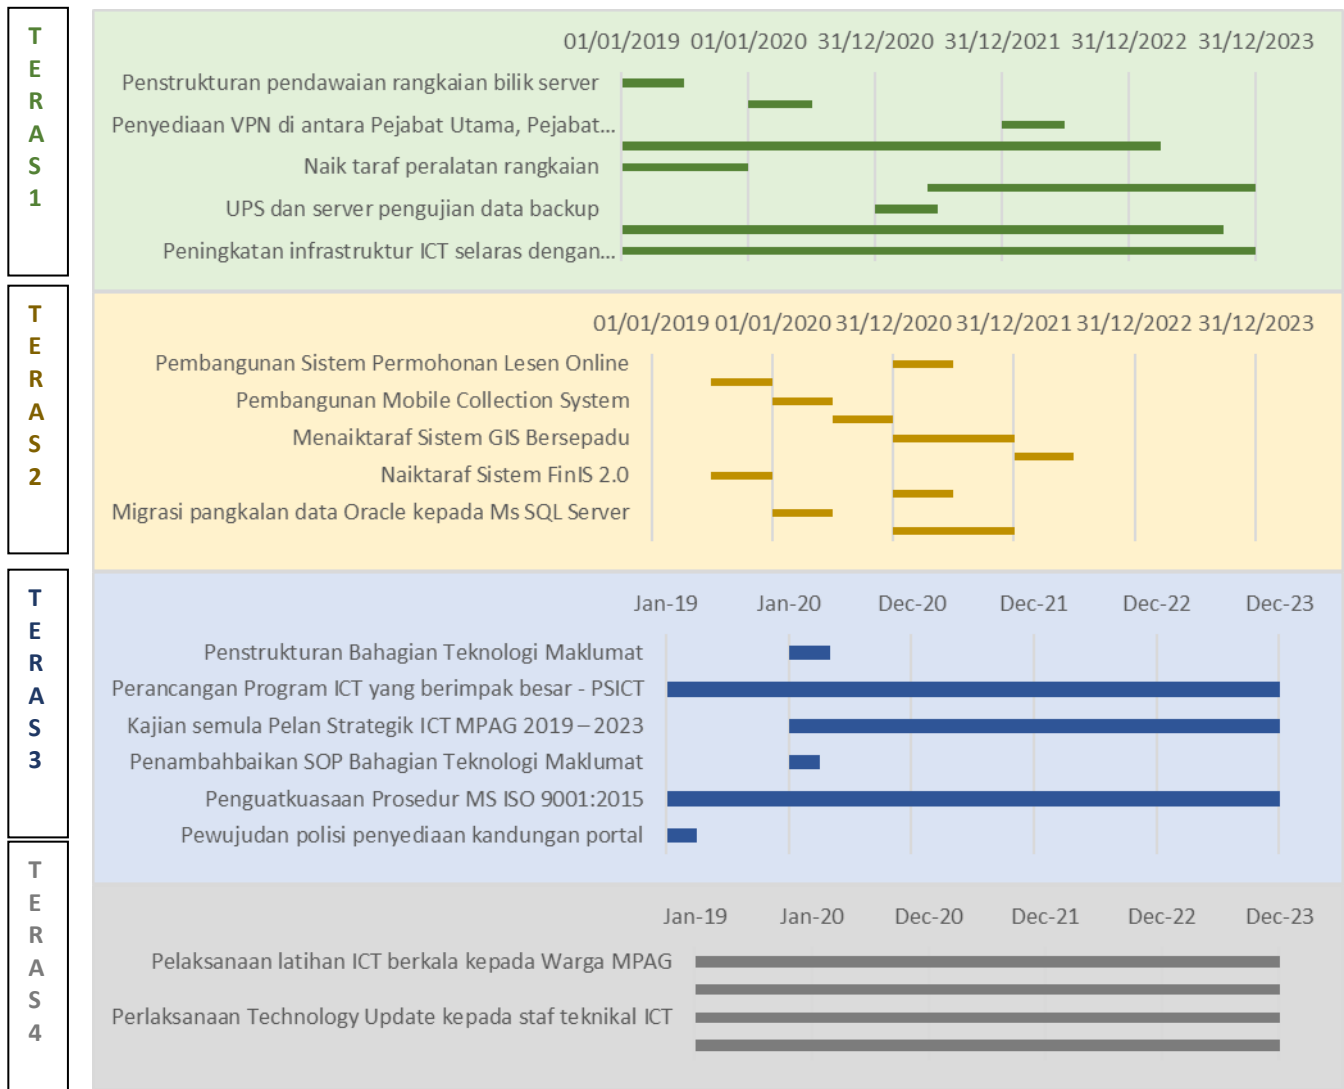 TERAS1
01/01/2019 01/01/2020 31/12/2020 31/12/2021 31/12/2022 31/12/2023
Penstrukturan pendawaian rangkaian bilik server
Penyediaan VPN di antara Pejabat Utama, Pejabat...
Naik taraf peralatan rangkaian
UPS dan server pengujian data backup
Peningkatan infrastruktur ICT selaras dengan...
TERAS2
01/01/2019 01/01/2020 31/12/2020 31/12/2021 31/12/2022 31/12/2023
Pembangunan Sistem Permohonan Lesen Online
Pembangunan Mobile Collection System
Menaiktaraf Sistem GIS Bersepadu
Naiktaraf Sistem FinIS 2.0
Migrasi pangkalan data Oracle kepada Ms SQL Server
TERAS3
Jan-19 Jan-20 Dec-20 Dec-21 Dec-22 Dec-23
Penstrukturan Bahagian Teknologi Maklumat
Perancangan Program ICT yang berimpak besar - PSICT
Kajian semula Pelan Strategik ICT MPAG 2019 – 2023
Penambahbaikan SOP Bahagian Teknologi Maklumat
Penguatkuasaan Prosedur MS ISO 9001:2015
Pewujudan polisi penyediaan kandungan portal
TERAS4
Jan-19 Jan-20 Dec-20 Dec-21 Dec-22 Dec-23
Pelaksanaan latihan ICT berkala kepada Warga MPAG
Perlaksanaan Technology Update kepada staf teknikal ICT